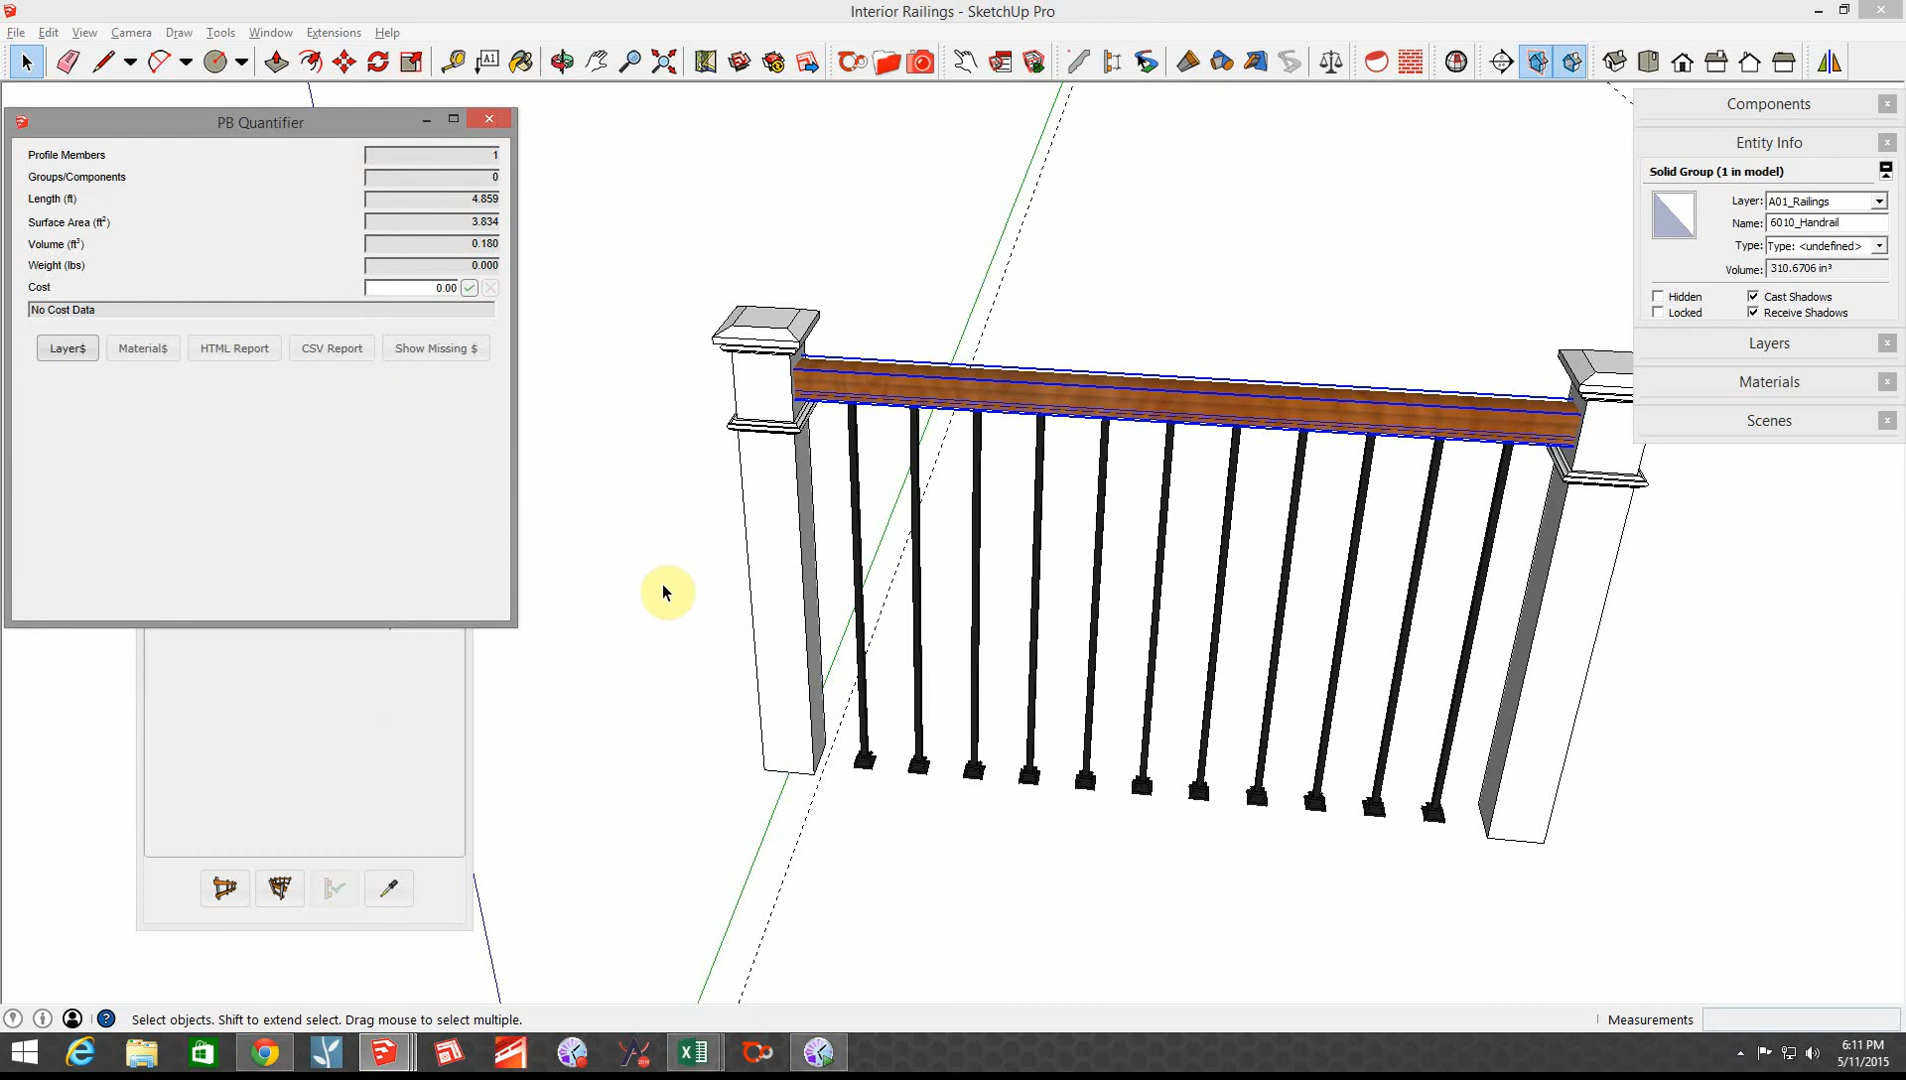 Interior Railings - SketchUp Pro
File Edit View Camera Draw Tools Window Extensions Help
A1
PB Quantifier
Profile Members 1
Groups/Components 0
Length (ft) 4.859
Surface Area (ft²) 3.834
Volume (ft³) 0.180
Weight (lbs) 0.000
Cost 0.00
No Cost Data
Layer$ Material$ HTML Report CSV Report Show Missing $
Components
Entity Info
Solid Group (1 in model)
Layer: A01_Railings
Name: 6010_Handrail
Type: Type: <undefined>
Volume: 310.6706 in³
Hidden Cast Shadows
Locked Receive Shadows
Layers
Materials
Scenes
Select objects. Shift to extend select. Drag mouse to select multiple.
Measurements
6:11 PM
5/11/2015